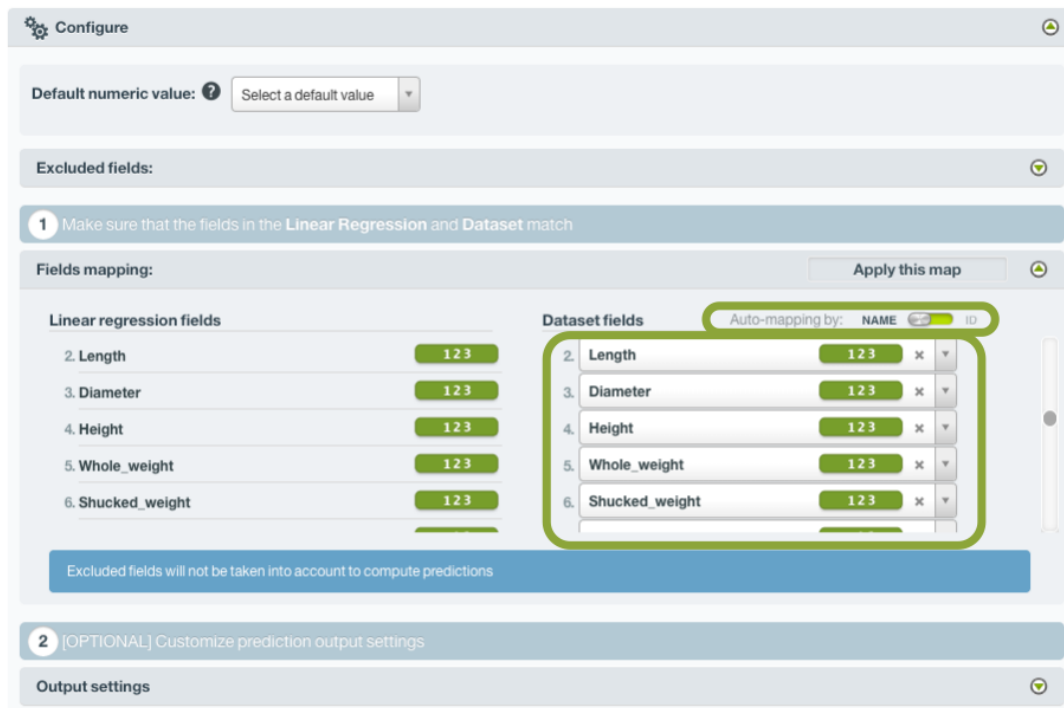 Configure
Default numeric value: ? Select a default value
Excluded fields:
1 Make sure that the fields in the Linear Regression and Dataset match
Fields mapping: Apply this map
Linear regression fields
2. Length 123
3. Diameter 123
4. Height 123
5. Whole_weight 123
6. Shucked_weight 123
Dataset fields Auto-mapping by: NAME ID
2. Length 123 ×
3. Diameter 123 ×
4. Height 123 ×
5. Whole_weight 123 ×
6. Shucked_weight 123 ×
Excluded fields will not be taken into account to compute predictions
2 [OPTIONAL] Customize prediction output settings
Output settings